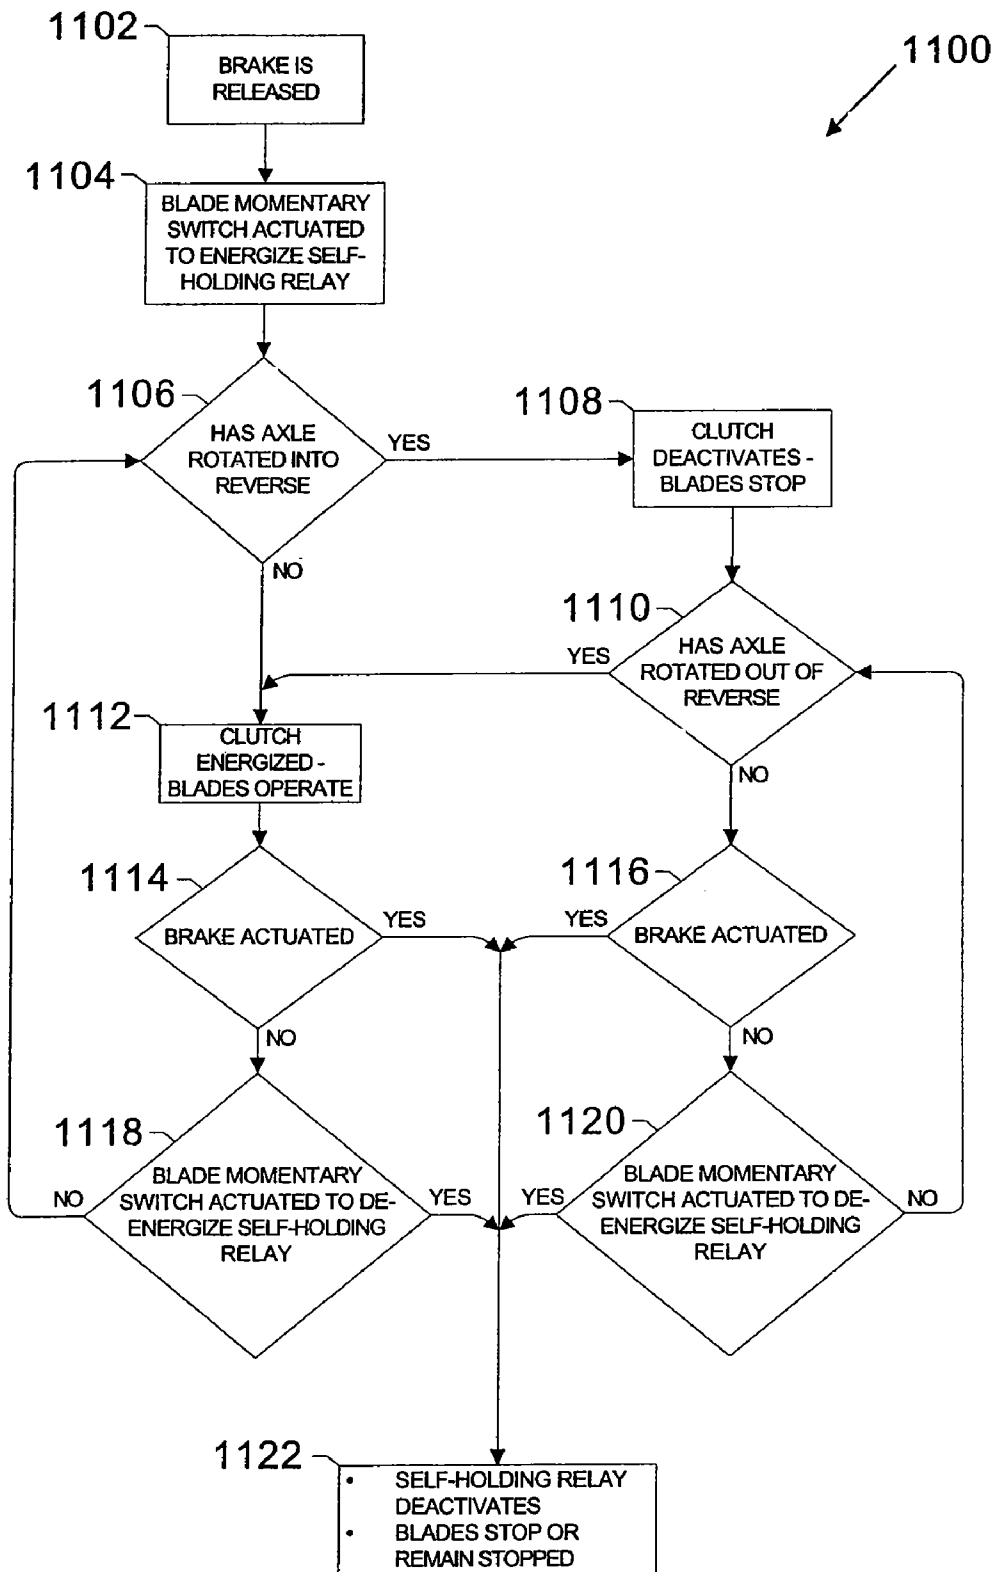 1102
BRAKE IS
RELEASED
1100
1104
BLADE MOMENTARY
SWITCH ACTUATED
TO ENERGIZE SELF-
HOLDING RELAY
1106
HAS AXLE
ROTATED INTO
REVERSE
YES
NO
1108
CLUTCH
DEACTIVATES -
BLADES STOP
1110
HAS AXLE
ROTATED OUT OF
REVERSE
YES
NO
1112
CLUTCH
ENERGIZED -
BLADES OPERATE
1114
BRAKE ACTUATED
YES
NO
1116
BRAKE ACTUATED
YES
NO
1118
BLADE MOMENTARY
SWITCH ACTUATED TO DE-
ENERGIZE SELF-HOLDING
RELAY
NO
YES
1120
BLADE MOMENTARY
SWITCH ACTUATED TO DE-
ENERGIZE SELF-HOLDING
RELAY
YES
NO
1122
• SELF-HOLDING RELAY
DEACTIVATES
• BLADES STOP OR
REMAIN STOPPED